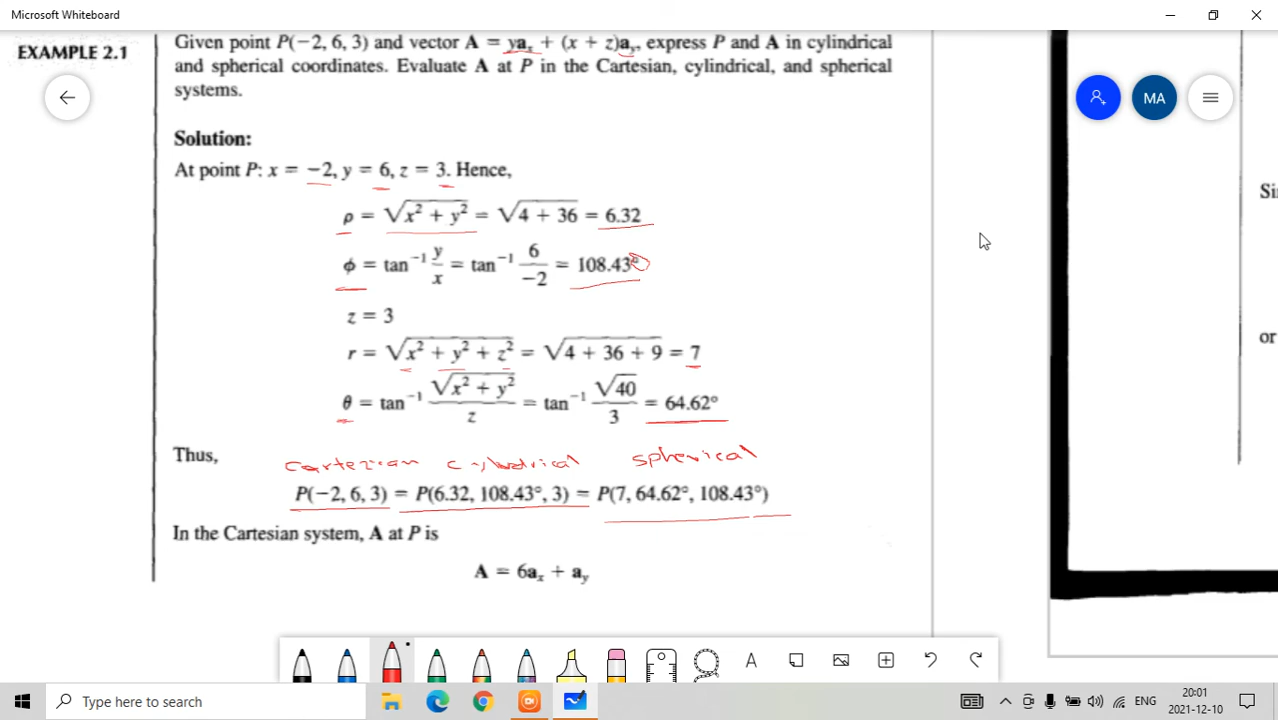 Microsoft Whiteboard
EXAMPLE 2.1
Given point P(−2, 6, 3) and vector A = yaₓ + (x + z)a_y, express P and A in cylindrical
and spherical coordinates. Evaluate A at P in the Cartesian, cylindrical, and spherical
systems.
MA
Solution:
At point P: x = −2, y = 6, z = 3. Hence,
Si
ρ = √x² + y² = √4 + 36 = 6.32
ϕ = tan⁻¹ y/x = tan⁻¹ 6/−2 = 108.43°
z = 3
or
r = √x² + y² + z² = √4 + 36 + 9 = 7
θ = tan⁻¹ √x² + y²/z = tan⁻¹ √40/3 = 64.62°
Thus,
Cartezian cylindrical spherical
P(−2, 6, 3) = P(6.32, 108.43°, 3) = P(7, 64.62°, 108.43°)
In the Cartesian system, A at P is
A = 6aₓ + a_y
A
Type here to search
ENG
20:01
2021-12-10